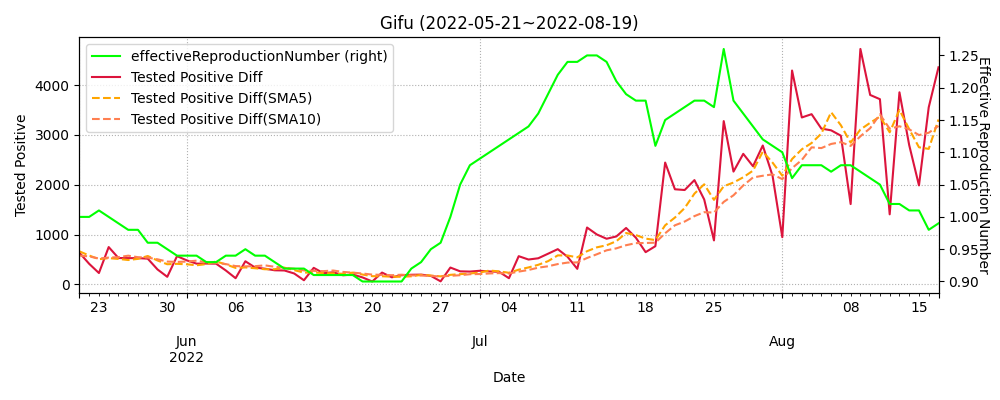 Gifu (2022-05-21~2022-08-19)
effectiveReproductionNumber (right)
Tested Positive Diff
Tested Positive Diff(SMA5)
Tested Positive Diff(SMA10)
Tested Positive
4000
3000
2000
1000
0
1.25
1.20
1.15
1.10
1.05
1.00
0.95
0.90
Effective Reproduction Number
23 30 06 13 20 27 04 11 18 25 08 15
Jun Jul Aug
2022
Date